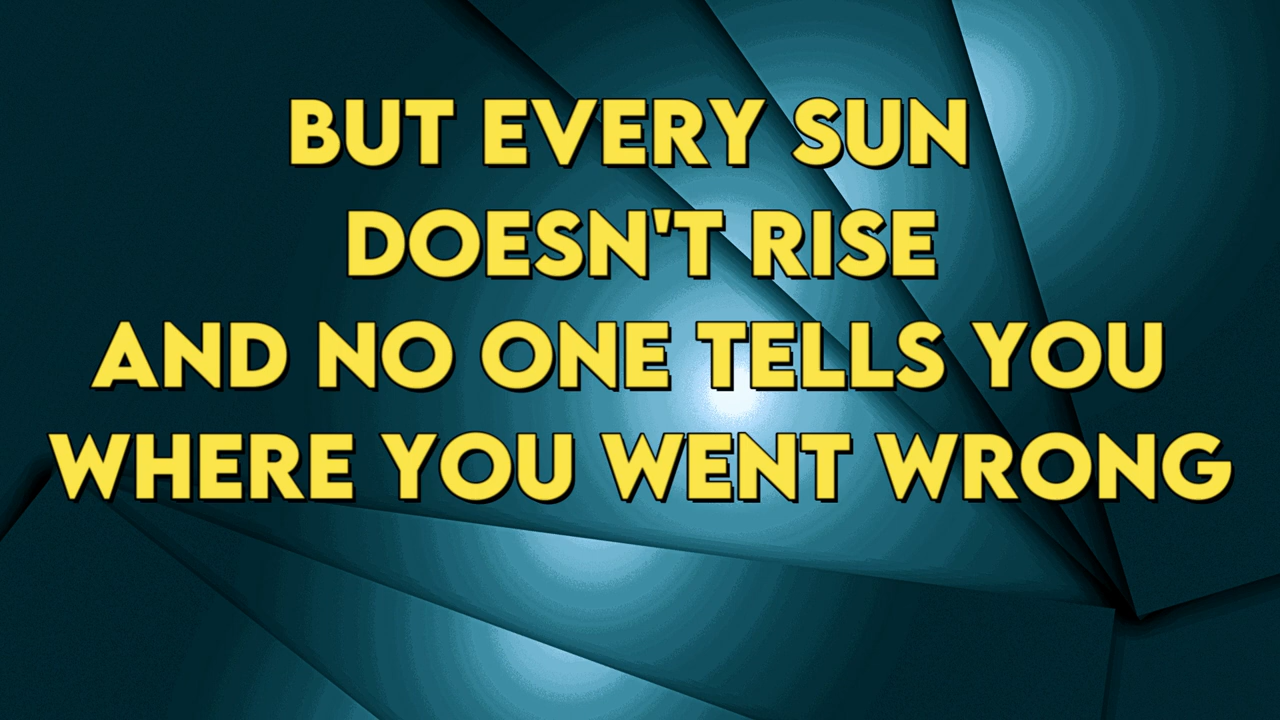 BUT EVERY SUN
DOESN'T RISE
AND NO ONE TELLS YOU
WHERE YOU WENT WRONG